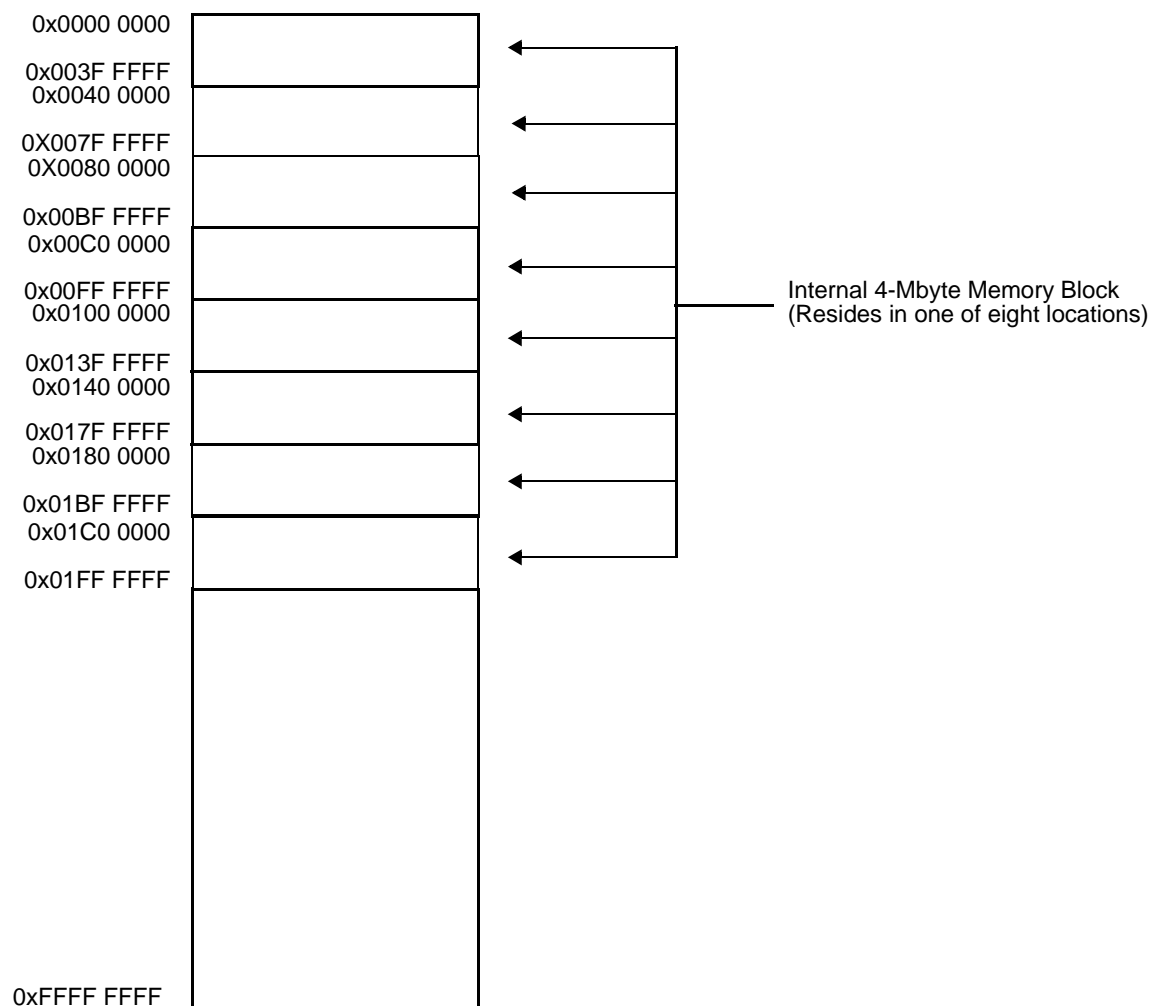 0x0000 0000
0x003F FFFF
0x0040 0000
0X007F FFFF
0X0080 0000
0x00BF FFFF
0x00C0 0000
0x00FF FFFF
0x0100 0000
0x013F FFFF
0x0140 0000
0x017F FFFF
0x0180 0000
0x01BF FFFF
0x01C0 0000
0x01FF FFFF
0xFFFF FFFF
Internal 4-Mbyte Memory Block
(Resides in one of eight locations)